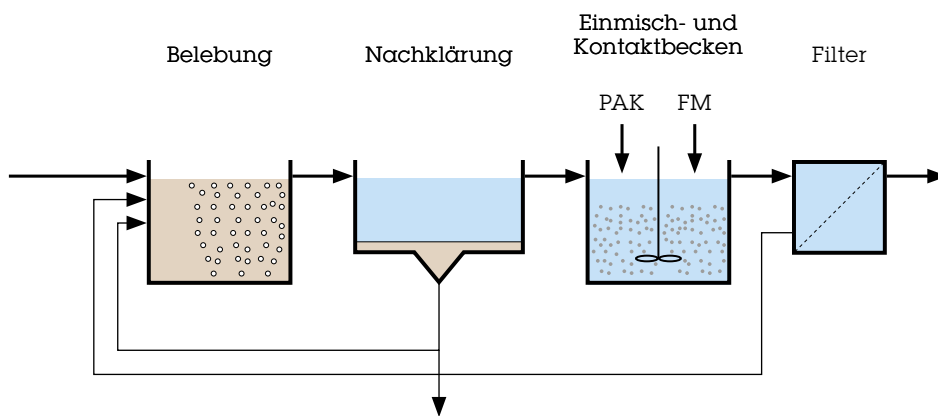 Belebung
Nachklärung
Einmisch- und
Kontaktbecken
Filter
PAK
FM